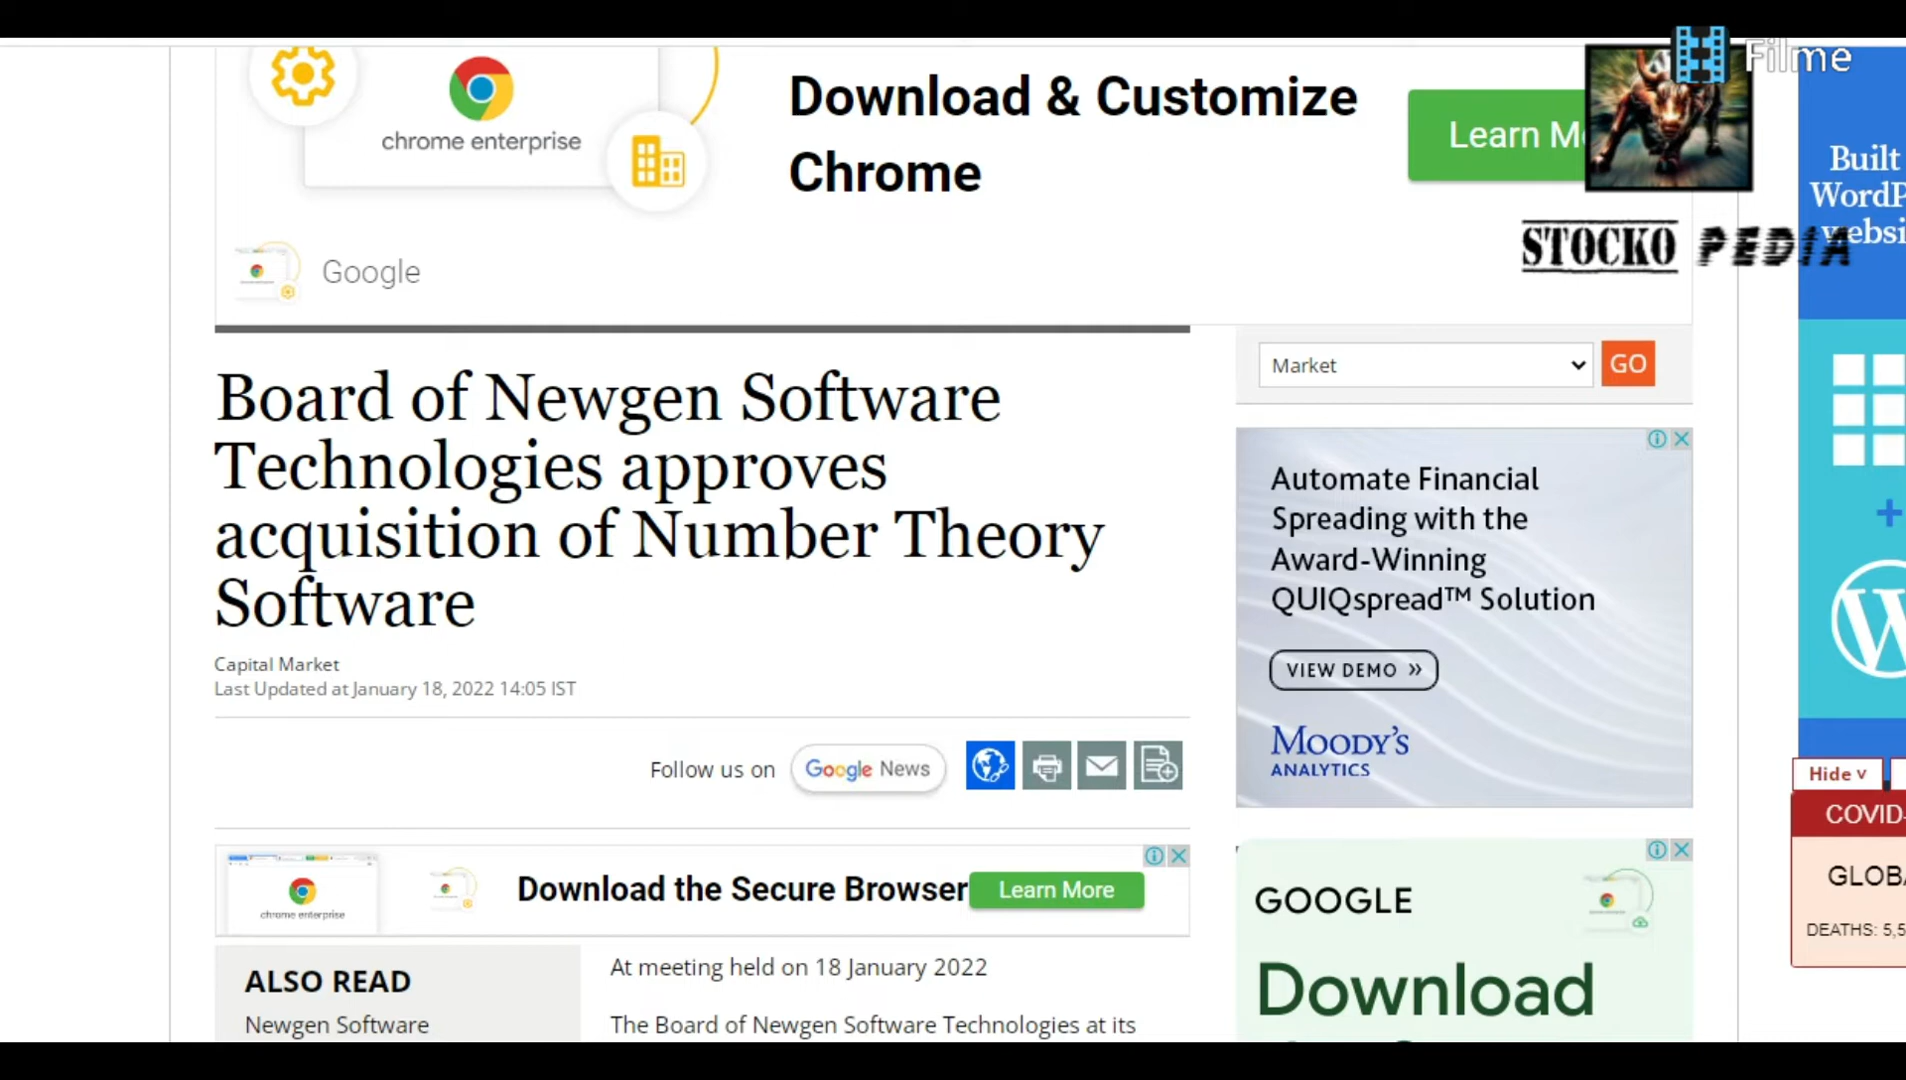 Filme
Download & Customize
Chrome
chrome enterprise
Learn M
Built
WordP
websi
STOCKO PEDIA
Google
Market
GO
Board of Newgen Software
Technologies approves
acquisition of Number Theory
Software
Capital Market
Last Updated at January 18, 2022 14:05 IST
Follow us on
Google News
Automate Financial
Spreading with the
Award-Winning
QUIQspread™ Solution
VIEW DEMO »
MOODY'S
ANALYTICS
Hide v
COVID-
GLOBA
DEATHS: 5,5
chrome enterprise
Download the Secure Browser
Learn More
GOOGLE
Download
ALSO READ
Newgen Software
At meeting held on 18 January 2022
The Board of Newgen Software Technologies at its